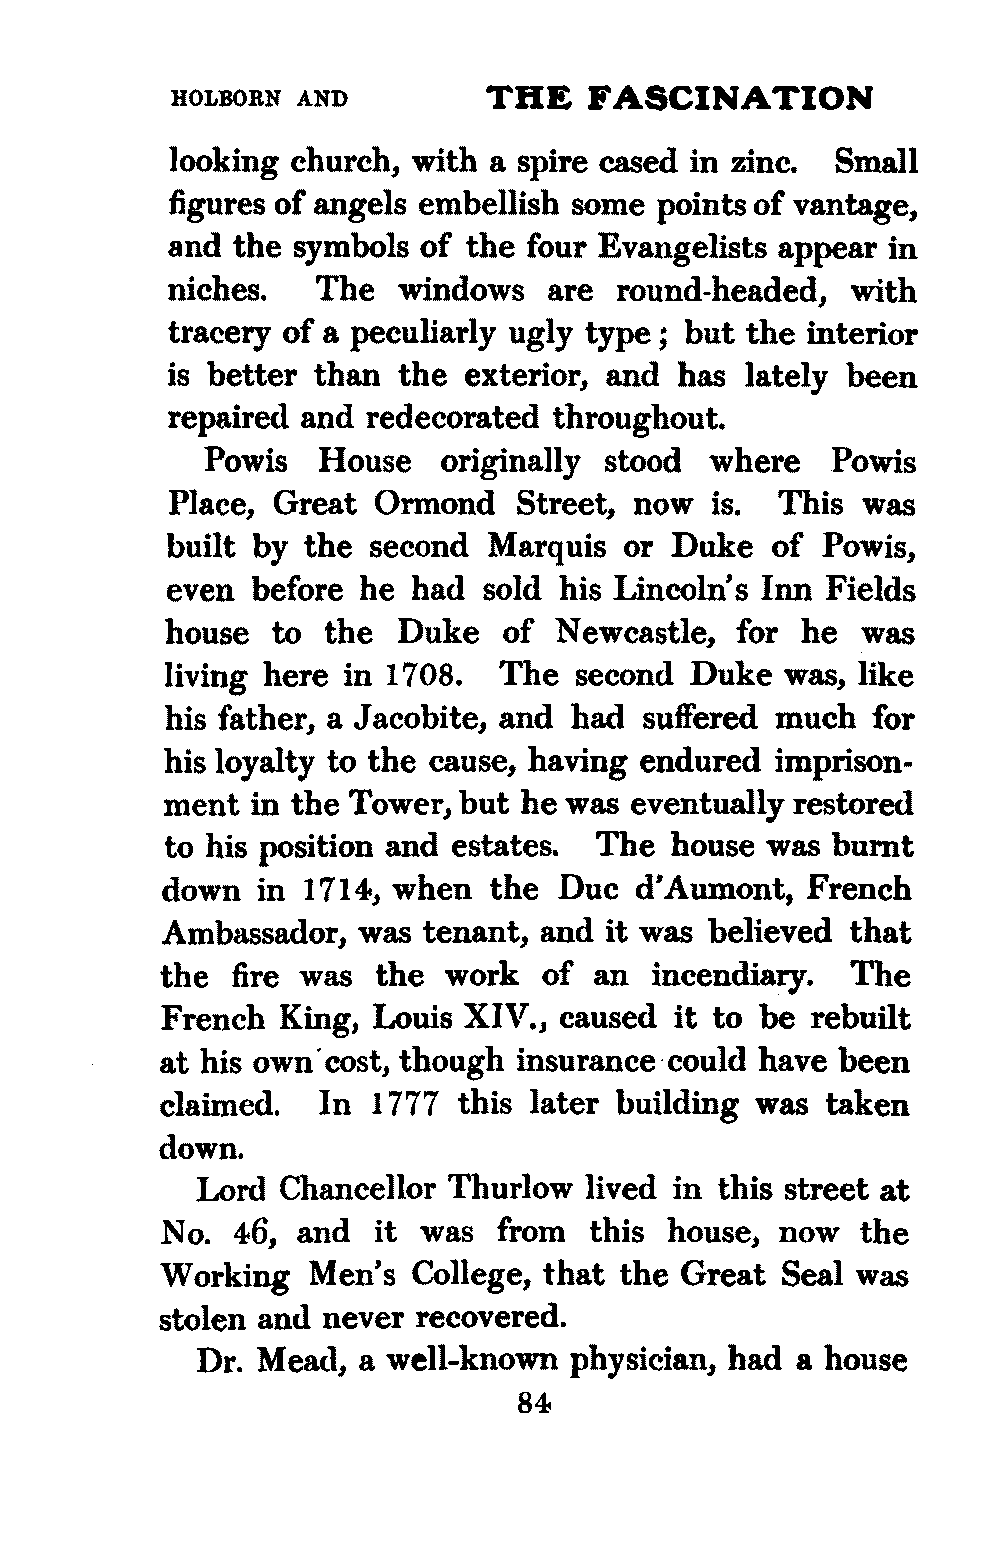 HOLBORN AND THE FASCINATION
looking church, with a spire cased in zinc. Small
figures of angels embellish some points of vantage,
and the symbols of the four Evangelists appear in
niches. The windows are round-headed, with
tracery of a peculiarly ugly type; but the interior
is better than the exterior, and has lately been
repaired and redecorated throughout.
Powis House originally stood where Powis
Place, Great Ormond Street, now is. This was
built by the second Marquis or Duke of Powis,
even before he had sold his Lincoln's Inn Fields
house to the Duke of Newcastle, for he was
living here in 1708. The second Duke was, like
his father, a Jacobite, and had suffered much for
his loyalty to the cause, having endured imprison-
ment in the Tower, but he was eventually restored
to his position and estates. The house was burnt
down in 1714, when the Duc d'Aumont, French
Ambassador, was tenant, and it was believed that
the fire was the work of an incendiary. The
French King, Louis XIV., caused it to be rebuilt
at his own cost, though insurance could have been
claimed. In 1777 this later building was taken
down.
Lord Chancellor Thurlow lived in this street at
No. 46, and it was from this house, now the
Working Men's College, that the Great Seal was
stolen and never recovered.
Dr. Mead, a well-known physician, had a house
84